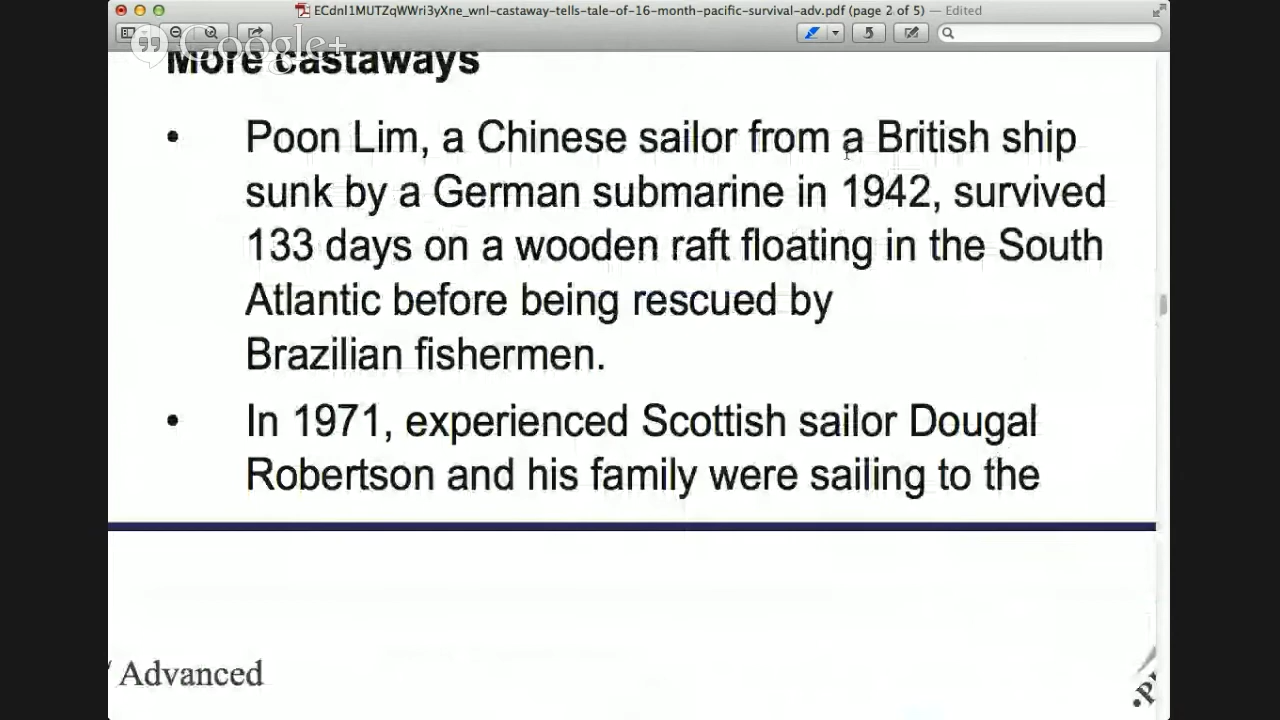 ECdnl1MUTZqWWri3yXne_wnl-castaway-tells-tale-of-16-month-pacific-survival-adv.pdf (page 2 of 5) — Edited
Google+
More castaways
• Poon Lim, a Chinese sailor from a British ship
sunk by a German submarine in 1942, survived
133 days on a wooden raft floating in the South
Atlantic before being rescued by
Brazilian fishermen.
• In 1971, experienced Scottish sailor Dougal
Robertson and his family were sailing to the
/ Advanced